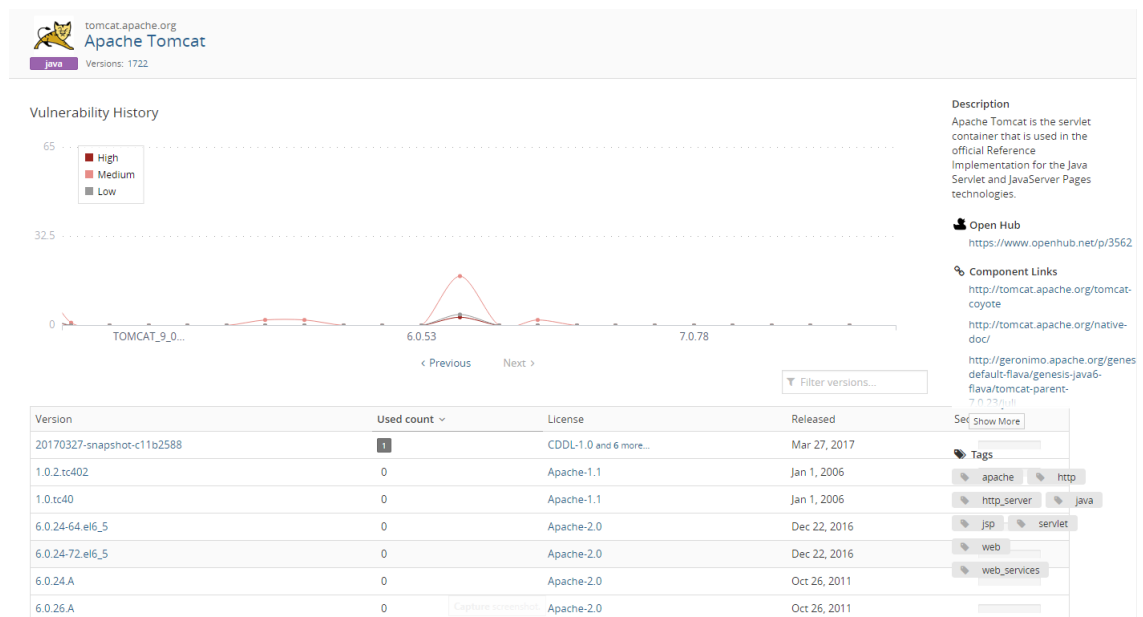 tomcat.apache.org
Apache Tomcat
java
Versions: 1722
Vulnerability History
65
High
Medium
Low
32.5
0
TOMCAT_9_0...
6.0.53
7.0.78
< Previous
Next >
Filter versions...
Version
Used count
License
Released
Sec
20170327-snapshot-c11b2588
1
CDDL-1.0 and 6 more...
Mar 27, 2017
1.0.2.tc402
0
Apache-1.1
Jan 1, 2006
1.0.tc40
0
Apache-1.1
Jan 1, 2006
6.0.24-64.el6_5
0
Apache-2.0
Dec 22, 2016
6.0.24-72.el6_5
0
Apache-2.0
Dec 22, 2016
6.0.24.A
0
Apache-2.0
Oct 26, 2011
6.0.26.A
0
Capture screenshot.
Apache-2.0
Oct 26, 2011
Description
Apache Tomcat is the servlet
container that is used in the
official Reference
Implementation for the Java
Servlet and JavaServer Pages
technologies.
Open Hub
https://www.openhub.net/p/3562
Component Links
http://tomcat.apache.org/tomcat-
coyote
http://tomcat.apache.org/native-
doc/
http://geronimo.apache.org/genes
default-flava/genesis-java6-
flava/tomcat-parent-
7.0.23/juli
Show More
Tags
apache
http
http_server
java
jsp
servlet
web
web_services